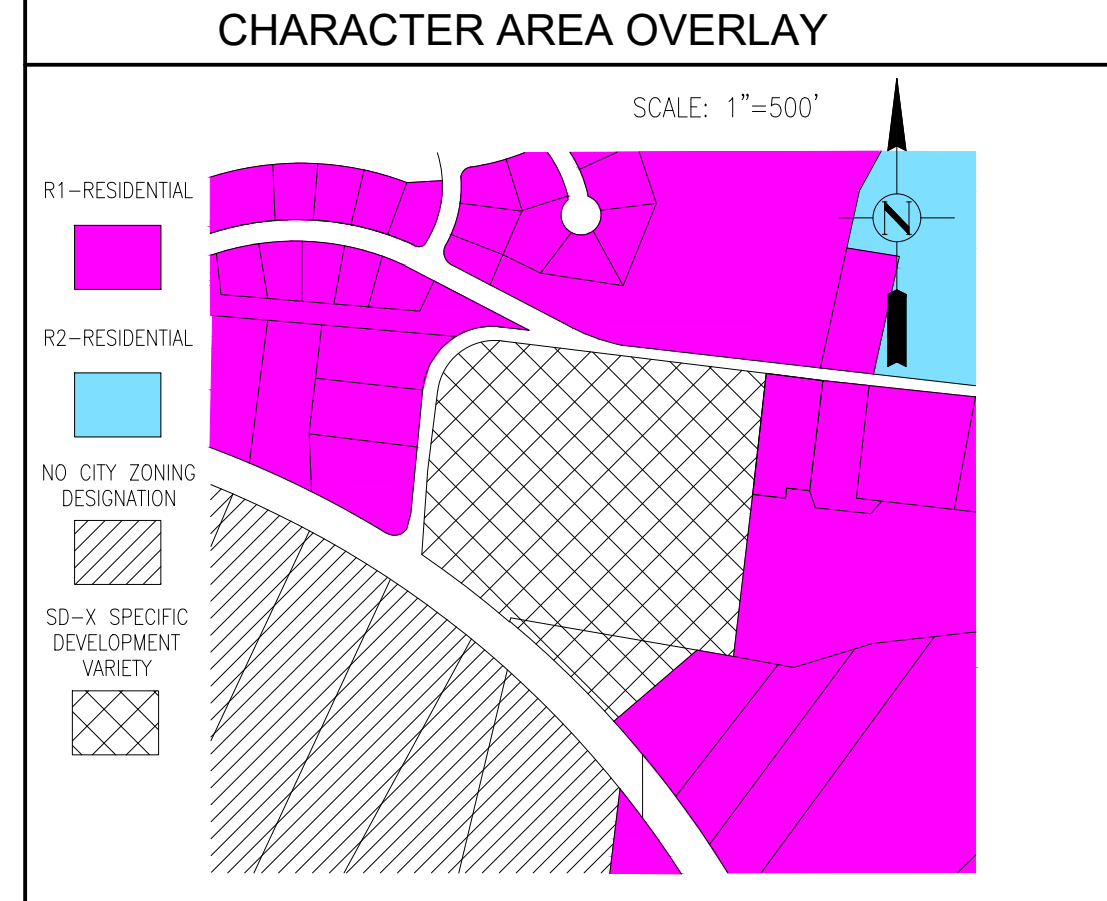 CHARACTER AREA OVERLAY
SCALE: 1"=500'
N
R1-RESIDENTIAL
R2-RESIDENTIAL
NO CITY ZONING
DESIGNATION
SD-X SPECIFIC
DEVELOPMENT
VARIETY